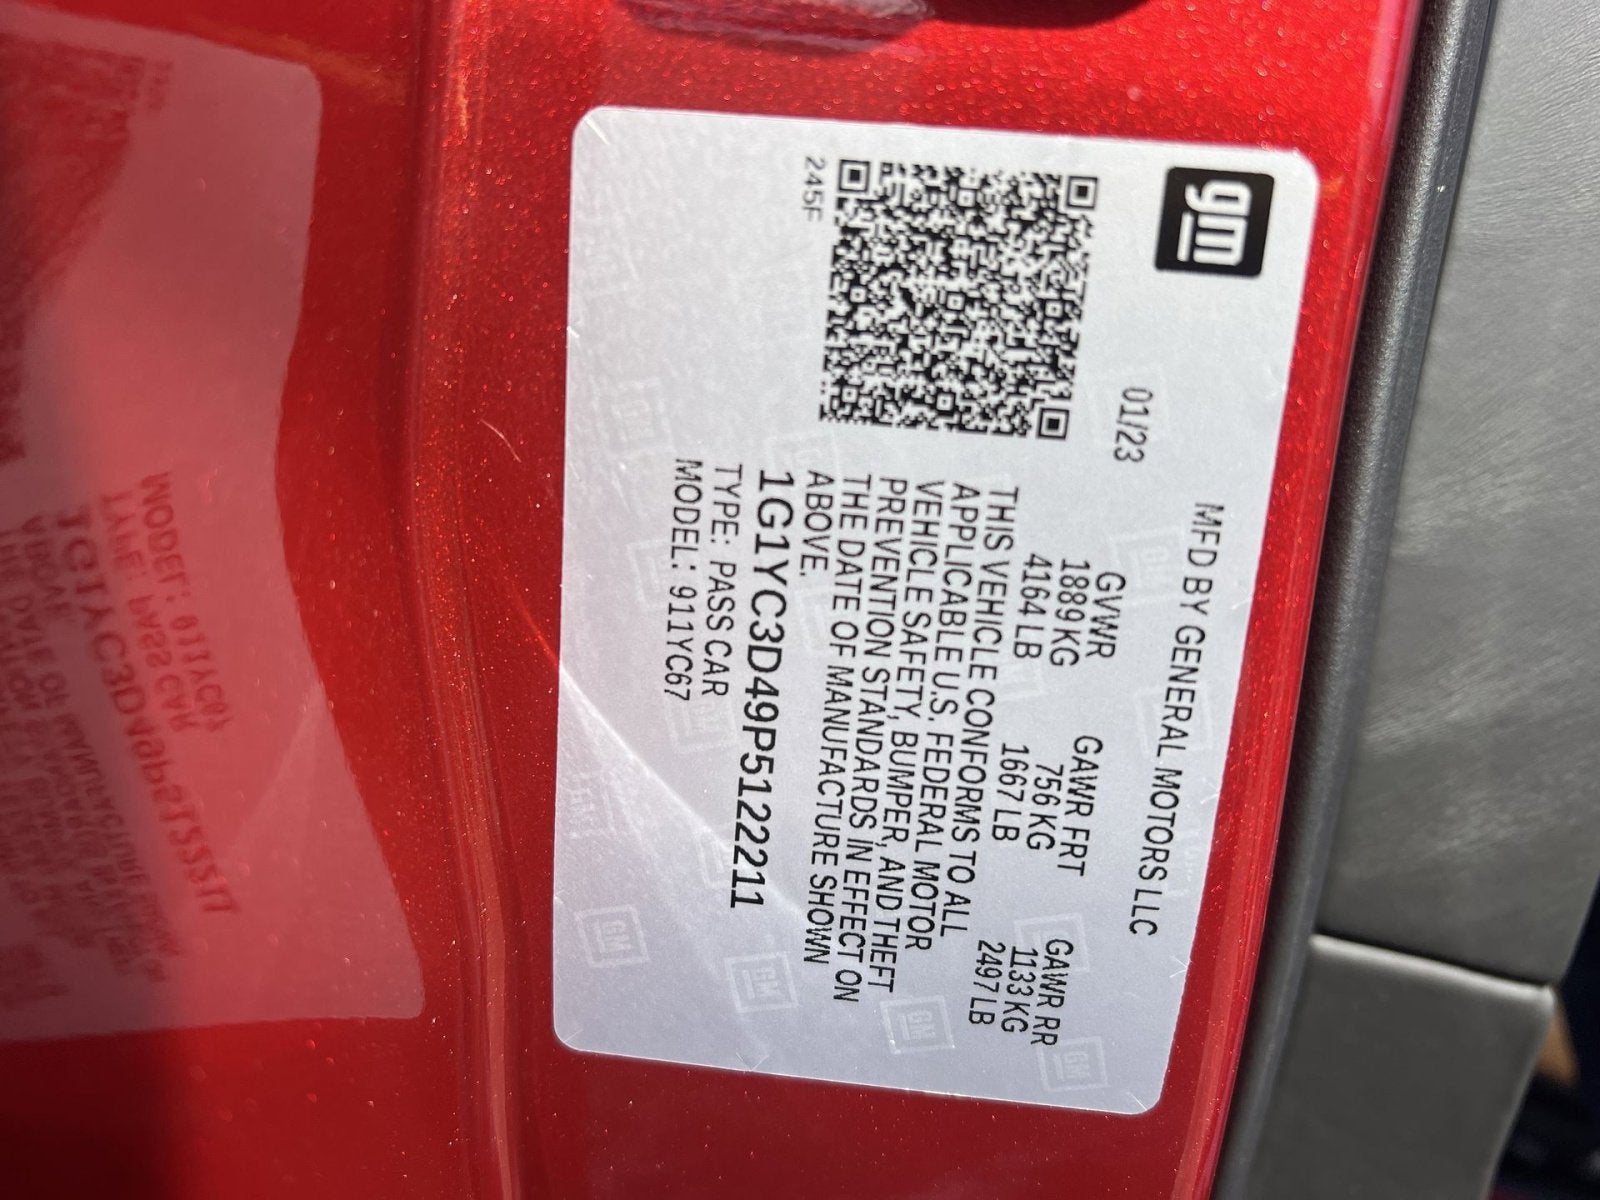 gm
MFD BY GENERAL MOTORS LLC
01/23
GVWR GAWR FRT GAWR RR
1889 KG 756 KG 1133 KG
4164 LB 1667 LB 2497 LB
THIS VEHICLE CONFORMS TO ALL
APPLICABLE U.S. FEDERAL MOTOR
VEHICLE SAFETY, BUMPER, AND THEFT
PREVENTION STANDARDS IN EFFECT ON
THE DATE OF MANUFACTURE SHOWN
ABOVE.
1G1YC3D49P5122211
TYPE: PASS CAR
MODEL: 911YC67
245F